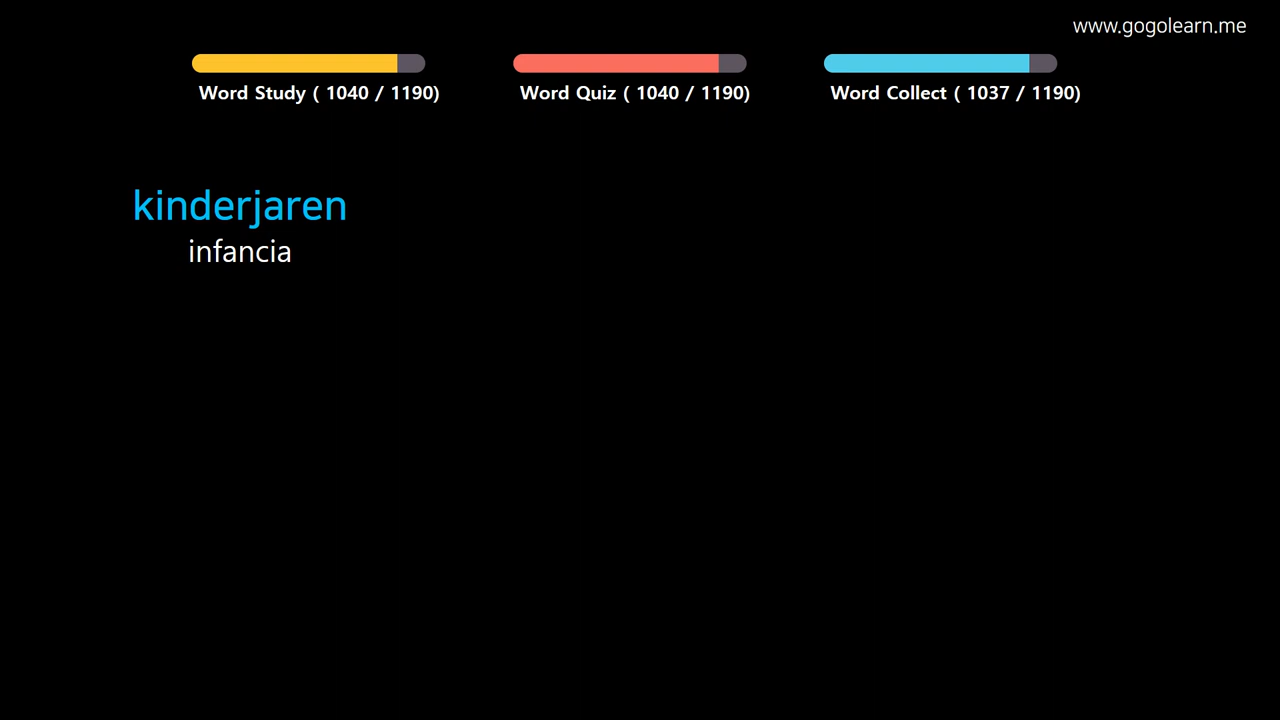 www.gogolearn.me
Word Study ( 1040 / 1190)
Word Quiz ( 1040 / 1190)
Word Collect ( 1037 / 1190)
kinderjaren
infancia